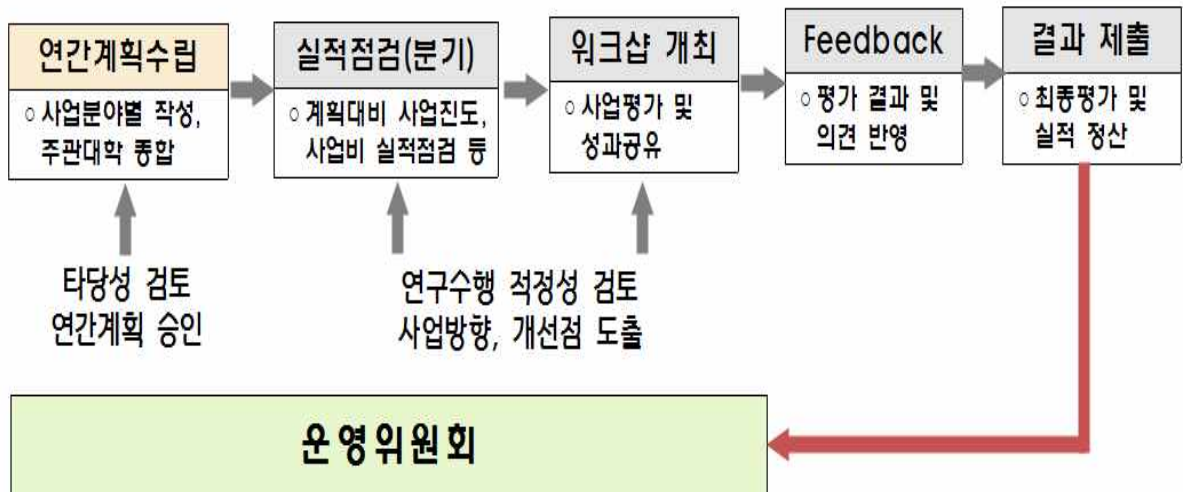 연간계획수립
○ 사업분야별 작성,
주관대학 종합
실적점검(분기)
○ 계획대비 사업진도,
사업비 실적점검 등
워크샵 개최
○ 사업평가 및
성과공유
Feedback
○ 평가 결과 및
의견 반영
결과 제출
○ 최종평가 및
실적 정산
타당성 검토
연간계획 승인
연구수행 적정성 검토
사업방향, 개선점 도출
운영위원회